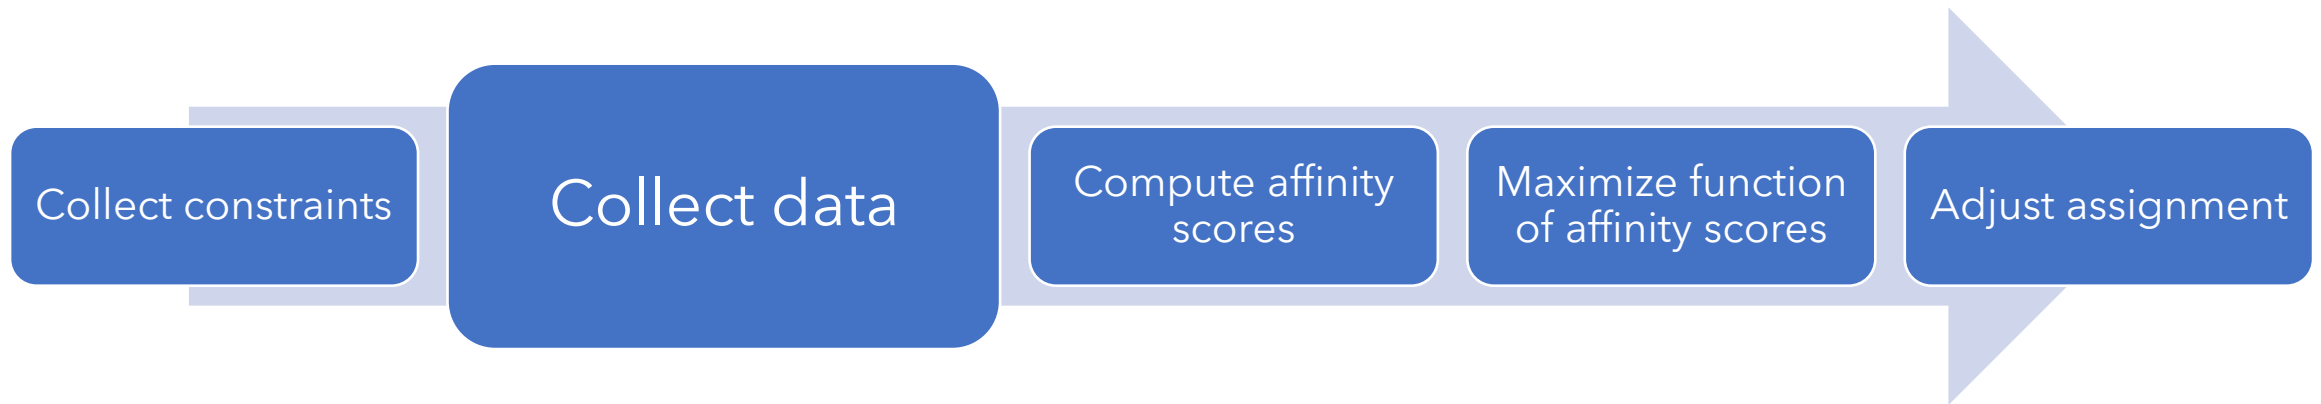 Collect constraints
Collect data
Compute affinity
scores
Maximize function
of affinity scores
Adjust assignment